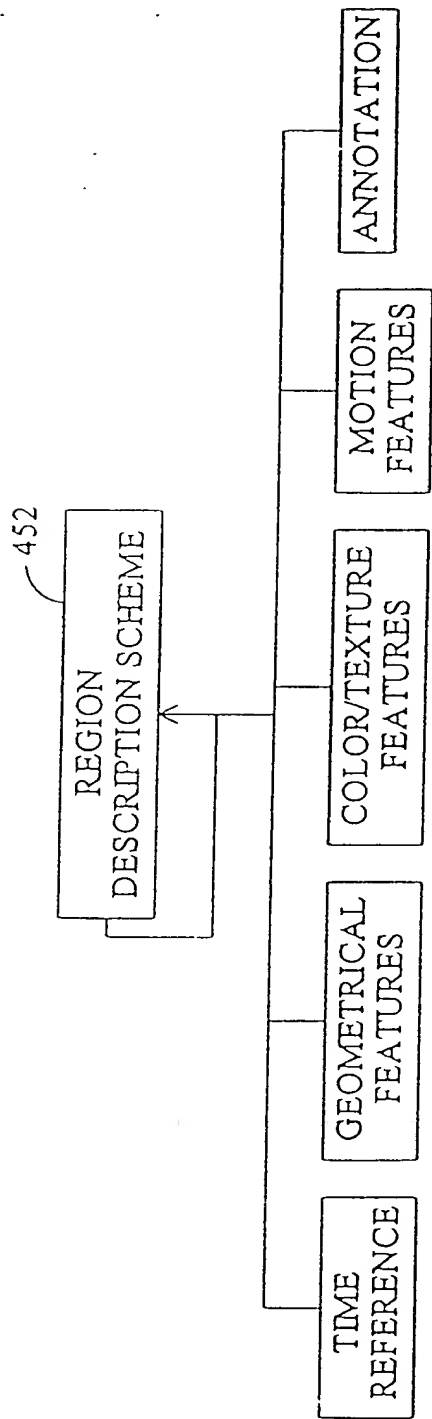 452
REGION
DESCRIPTION SCHEME
TIME
REFERENCE
GEOMETRICAL
FEATURES
COLOR/TEXTURE
FEATURES
MOTION
FEATURES
ANNOTATION